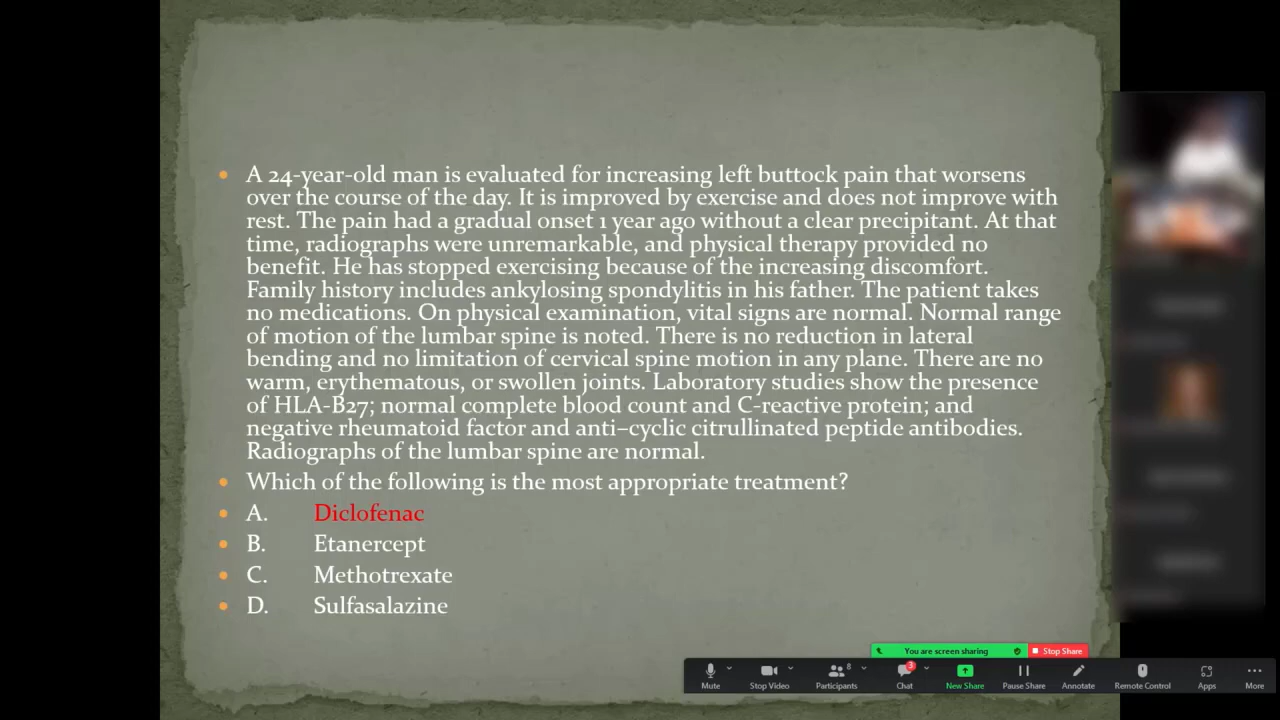 A 24-year-old man is evaluated for increasing left buttock pain that worsens
over the course of the day. It is improved by exercise and does not improve with
rest. The pain had a gradual onset 1 year ago without a clear precipitant. At that
time, radiographs were unremarkable, and physical therapy provided no
benefit. He has stopped exercising because of the increasing discomfort.
Family history includes ankylosing spondylitis in his father. The patient takes
no medications. On physical examination, vital signs are normal. Normal range
of motion of the lumbar spine is noted. There is no reduction in lateral
bending and no limitation of cervical spine motion in any plane. There are no
warm, erythematous, or swollen joints. Laboratory studies show the presence
of HLA-B27; normal complete blood count and C-reactive protein; and
negative rheumatoid factor and anti–cyclic citrullinated peptide antibodies.
Radiographs of the lumbar spine are normal.
Which of the following is the most appropriate treatment?
A. Diclofenac
B. Etanercept
C. Methotrexate
D. Sulfasalazine
You are screen sharing Stop Share
8 3
Mute Stop Video Participants Chat New Share Pause Share Annotate Remote Control Apps More